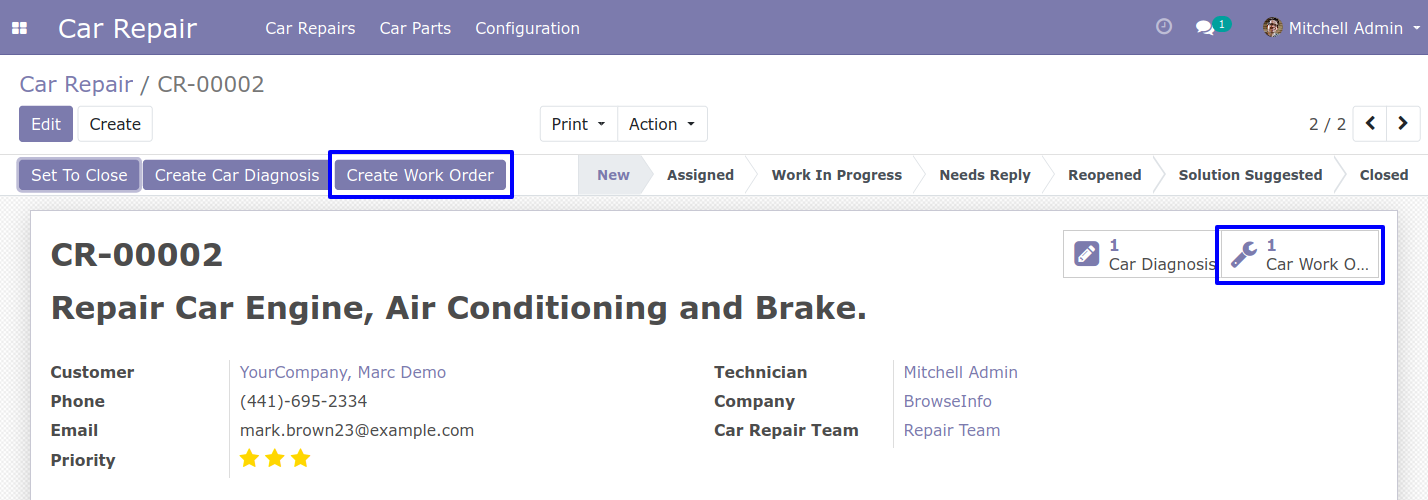 Car Repair Car Repairs Car Parts Configuration 1 Mitchell Admin
Car Repair / CR-00002
Edit Create Print Action 2 / 2
Set To Close Create Car Diagnosis Create Work Order New Assigned Work In Progress Needs Reply Reopened Solution Suggested Closed
CR-00002
1 Car Diagnosis
1 Car Work O...
Repair Car Engine, Air Conditioning and Brake.
Customer YourCompany, Marc Demo
Phone (441)-695-2334
Email mark.brown23@example.com
Priority
Technician Mitchell Admin
Company BrowseInfo
Car Repair Team Repair Team